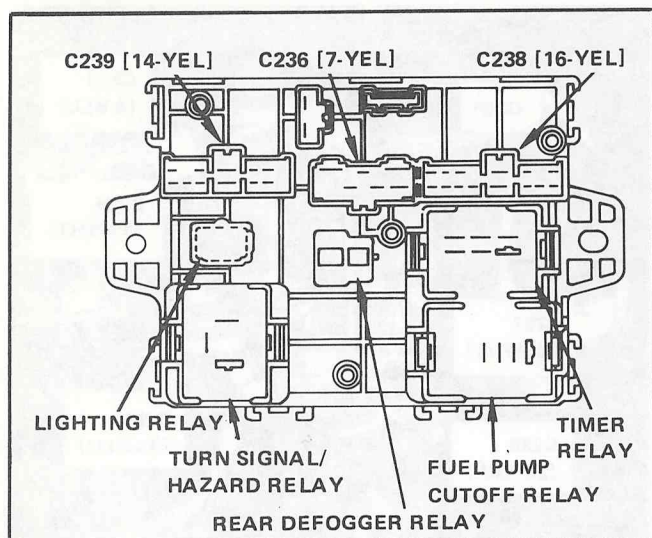 C239 [14-YEL] C236 [7-YEL] C238 [16-YEL]
LIGHTING RELAY
TURN SIGNAL/
HAZARD RELAY
REAR DEFOGGER RELAY
FUEL PUMP
CUTOFF RELAY
TIMER
RELAY